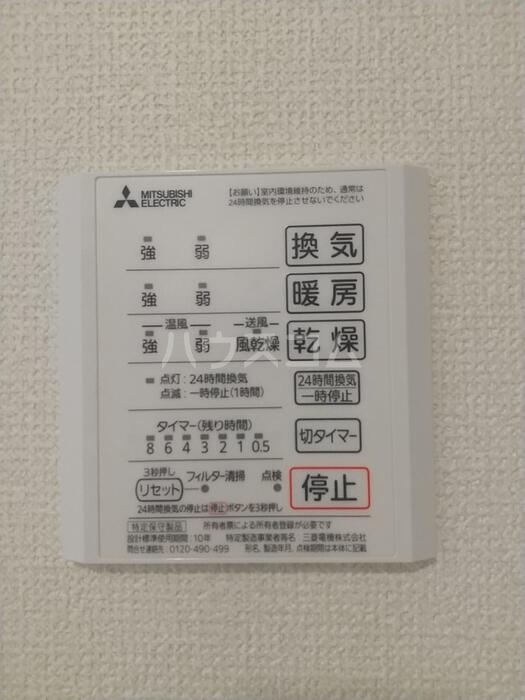 MITSUBISHI
ELECTRIC
【お願い】室内環境維持のため、通常は
24時間換気を停止させないでください
強 弱 換気
強 弱 暖房
温風 送風
強 弱 風乾燥 乾燥
点灯:24時間換気
点滅:一時停止(1時間)
24時間換気
一時停止
タイマー(残り時間)
8 6 4 3 2 1 0.5
切タイマー
3秒押し
リセット フィルター清掃 点検
停止
24時間換気の停止は停止ボタンを3秒押し
特定保守製品 所有者票による所有者登録が必要です
設計標準使用期間:10年 特定製造事業者等名 三菱電機株式会社
問合せ連絡先 0120-490-499 形名、製造年月、点検期間は本体に記載
ハウスコム